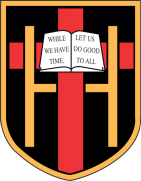 WHILE
WE HAVE
TIME,
LET US
DO GOOD
TO ALL